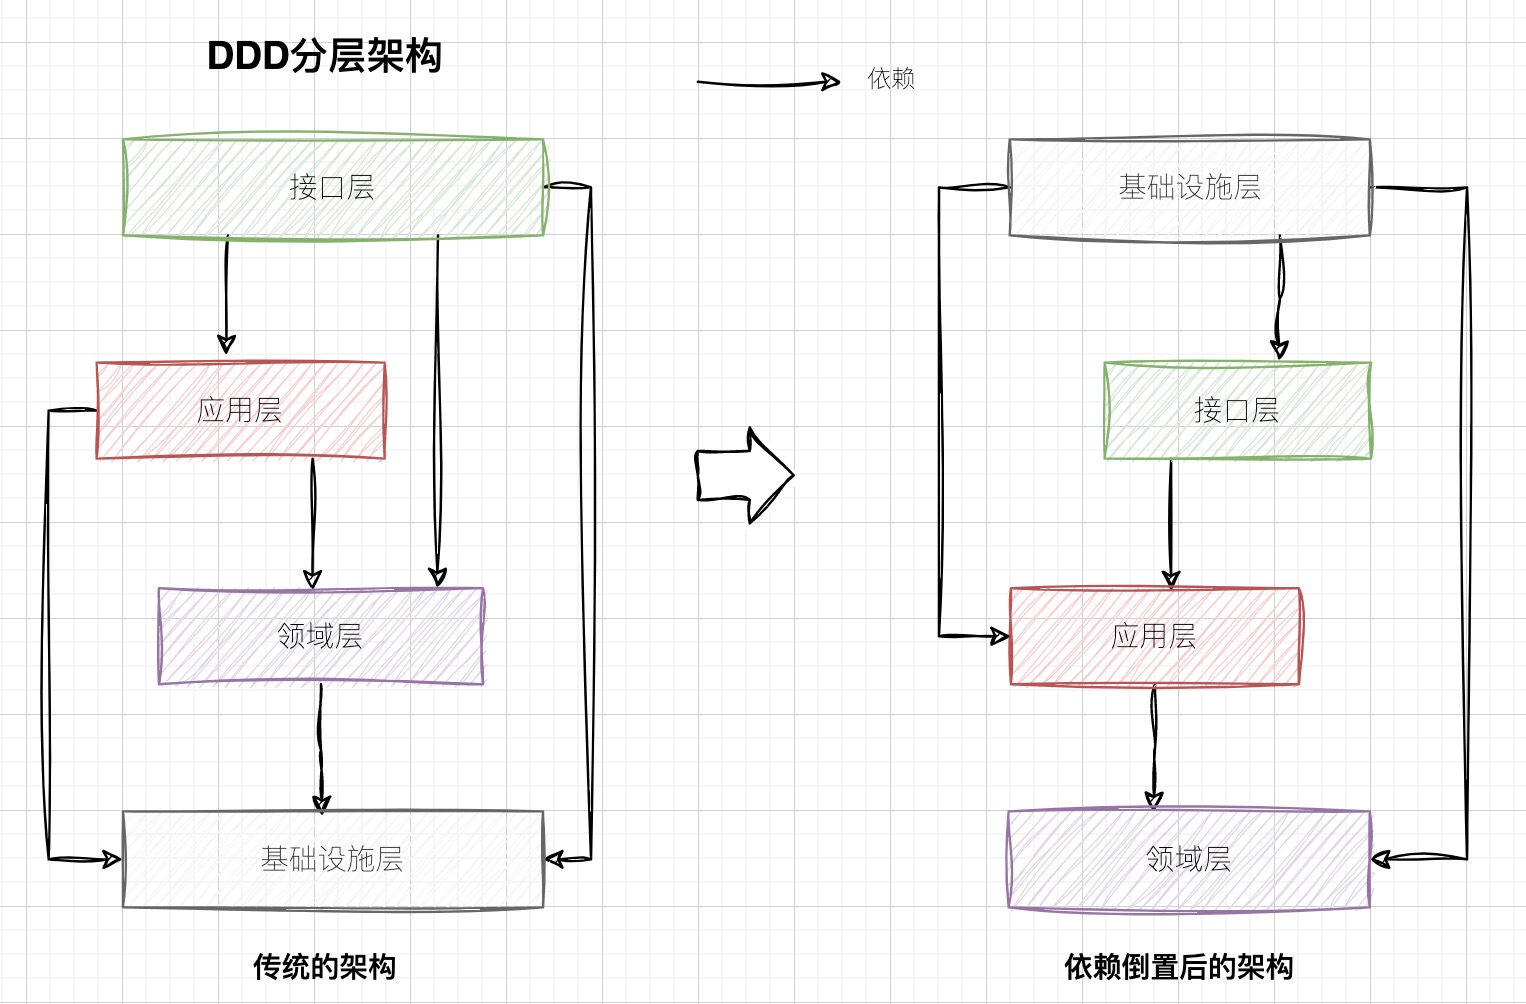 DDD分层架构
依赖
接口层
应用层
领域层
基础设施层
传统的架构
基础设施层
接口层
应用层
领域层
依赖倒置后的架构